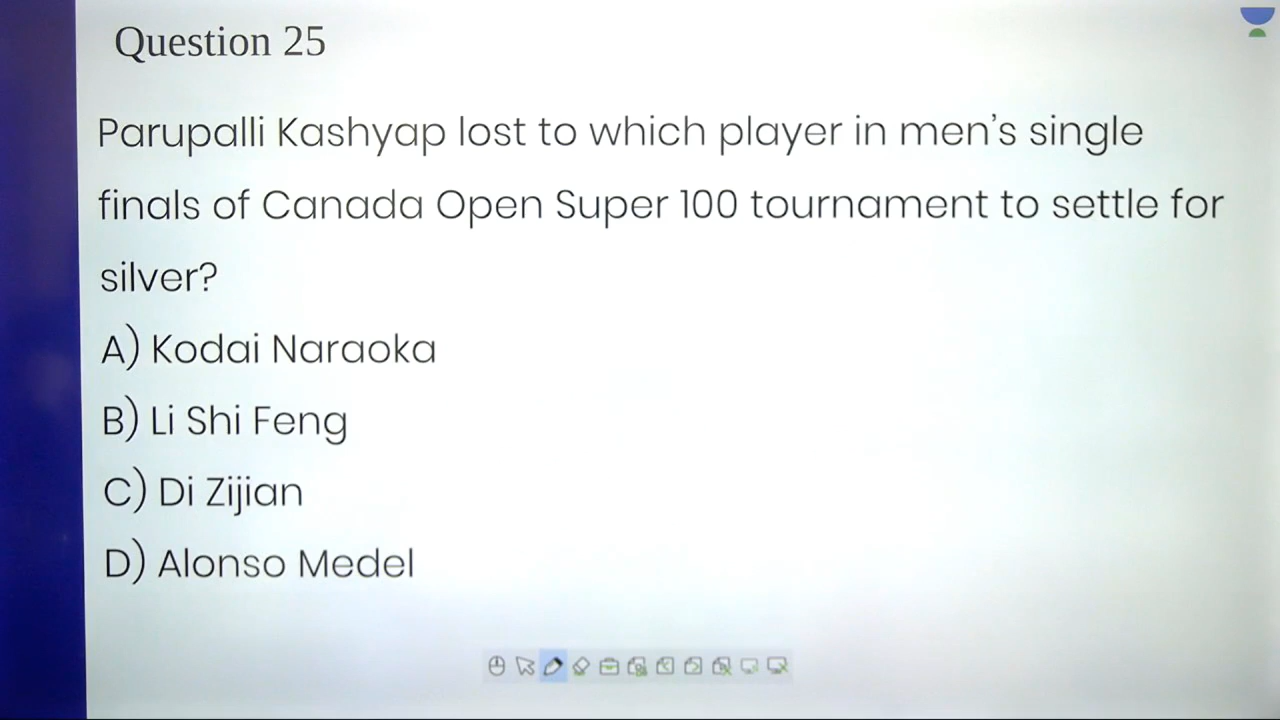 Question 25
Parupalli Kashyap lost to which player in men's single
finals of Canada Open Super 100 tournament to settle for
silver?
A) Kodai Naraoka
B) Li Shi Feng
C) Di Zijian
D) Alonso Medel